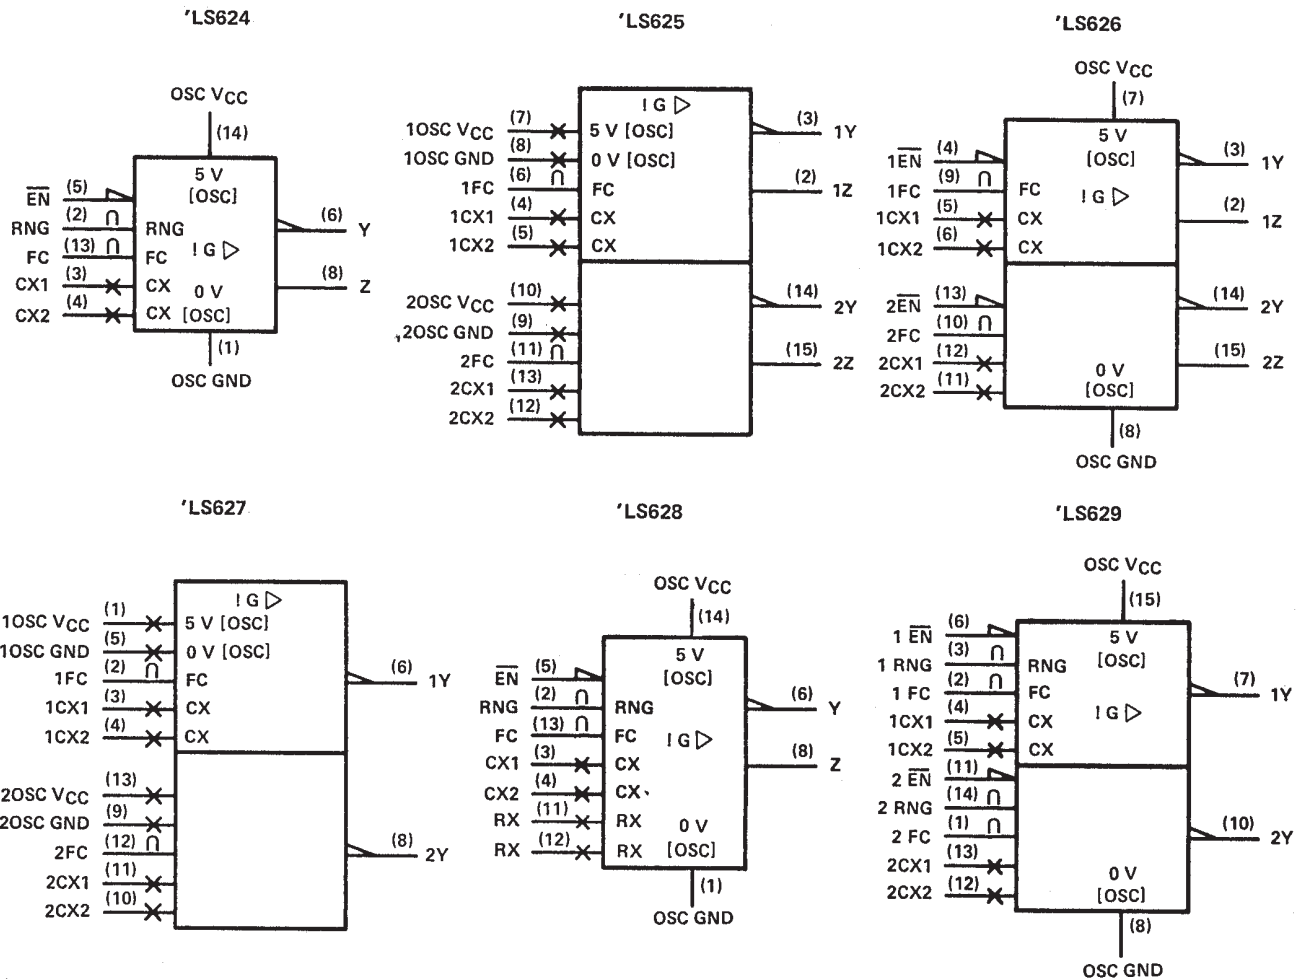 ′LS624
OSC VCC
(14)
5 V
[OSC]
E̅N̅ (5)
RNG (2) ∩ RNG
FC (13) ∩ FC
CX1 (3) CX
CX2 (4) CX
! G ▷
0 V
[OSC]
(6) Y
(8) Z
(1)
OSC GND
′LS625
! G ▷
1OSC VCC (7) 5 V [OSC]
1OSC GND (8) 0 V [OSC]
1FC (6) ∩ FC
1CX1 (4) CX
1CX2 (5) CX
(3) 1Y
(2) 1Z
2OSC VCC (10)
2OSC GND (9)
2FC (11) ∩
2CX1 (13)
2CX2 (12)
(14) 2Y
(15) 2Z
′LS626
OSC VCC
(7)
5 V
[OSC]
1E̅N̅ (4)
1FC (9) ∩ FC
1CX1 (5) CX
1CX2 (6) CX
! G ▷
(3) 1Y
(2) 1Z
2E̅N̅ (13)
2FC (10) ∩
2CX1 (12)
2CX2 (11)
(14) 2Y
(15) 2Z
0 V
[OSC]
(8)
OSC GND
′LS627
! G ▷
1OSC VCC (1) 5 V [OSC]
1OSC GND (5) 0 V [OSC]
1FC (2) ∩ FC
1CX1 (3) CX
1CX2 (4) CX
(6) 1Y
2OSC VCC (13)
2OSC GND (9)
2FC (12) ∩
2CX1 (11)
2CX2 (10)
(8) 2Y
′LS628
OSC VCC
(14)
5 V
[OSC]
E̅N̅ (5)
RNG (2) ∩ RNG
FC (13) ∩ FC
CX1 (3) CX
CX2 (4) CX
RX (11) RX
RX (12) RX
! G ▷
0 V
[OSC]
(6) Y
(8) Z
(1)
OSC GND
′LS629
OSC VCC
(15)
5 V
[OSC]
1 E̅N̅ (6)
1 RNG (3) ∩ RNG
1 FC (2) ∩ FC
1CX1 (4) CX
1CX2 (5) CX
! G ▷
(7) 1Y
2 E̅N̅ (11)
2 RNG (14) ∩
2 FC (1) ∩
2CX1 (13)
2CX2 (12)
(10) 2Y
0 V
[OSC]
(8)
OSC GND